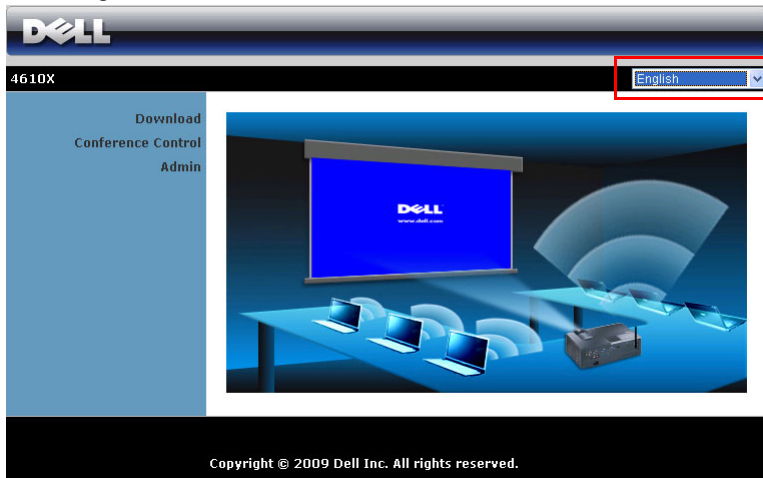 DELL
4610X
English
Download
Conference Control
Admin
DELL
www.dell.com
Copyright © 2009 Dell Inc. All rights reserved.